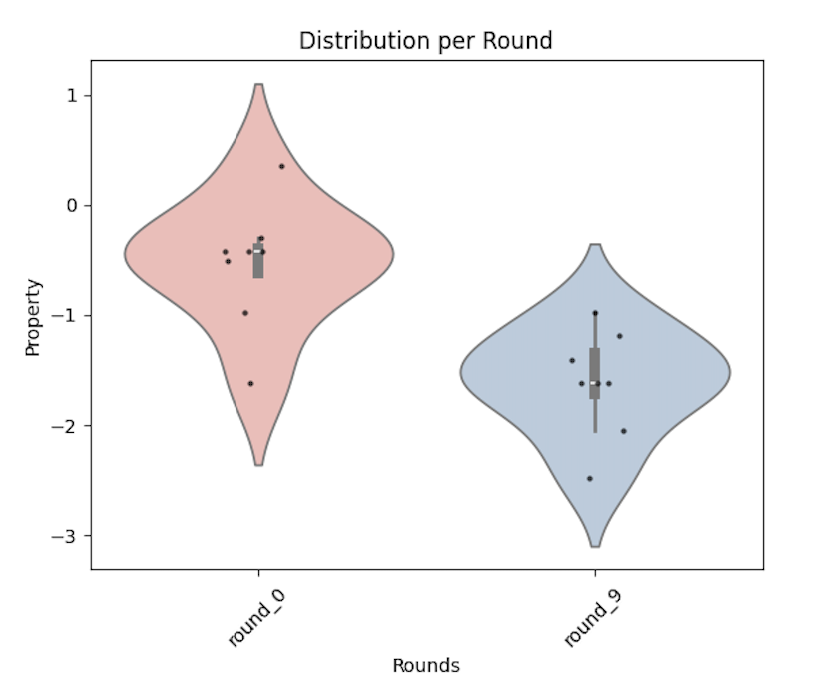 Distribution per Round
1
0
−1
−2
−3
Property
round_0
round_9
Rounds